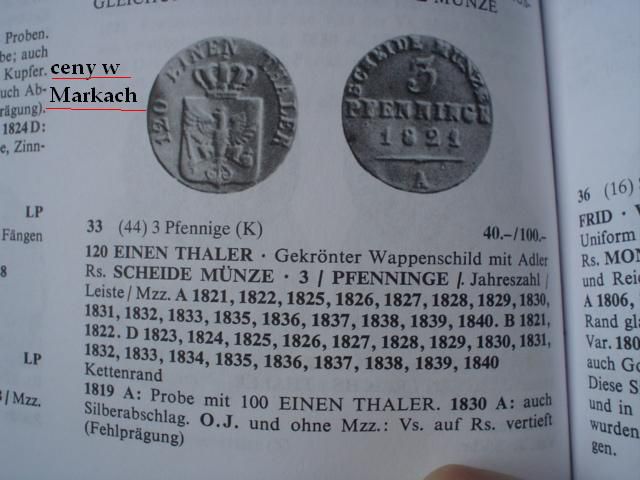 Proben.
be; auch
Kupfer.
uch Ab-
prägung).
1824 D:
e, Zinn-
LP
Fängen
8
LP
/ Mzz.
ceny w
Markach
MÜNZE
120 EINEN THALER
SCHEIDE MÜNZE
3
PFENNINGE
1821
A
33 (44) 3 Pfennige (K) 40.–/100.–
120 EINEN THALER · Gekrönter Wappenschild mit Adler
Rs. SCHEIDE MÜNZE · 3 / PFENNINGE /. Jahreszahl /
Leiste / Mzz. A 1821, 1822, 1825, 1826, 1827, 1828, 1829, 1830,
1831, 1832, 1833, 1835, 1836, 1837, 1838, 1839, 1840. B 1821,
1822. D 1823, 1824, 1825, 1826, 1827, 1828, 1829, 1830, 1831,
1832, 1833, 1834, 1835, 1836, 1837, 1838, 1839, 1840
Kettenrand
1819 A: Probe mit 100 EINEN THALER. 1830 A: auch
Silberabschlag. O.J. und ohne Mzz.: Vs. auf Rs. vertieft
(Fehlprägung)
36 (16)
FRID ·
Uniform
Rs. MON
und Reic
A 1806,
Rand gla
Var. 180
auch Go
Diese S
und in
wurden
gen.